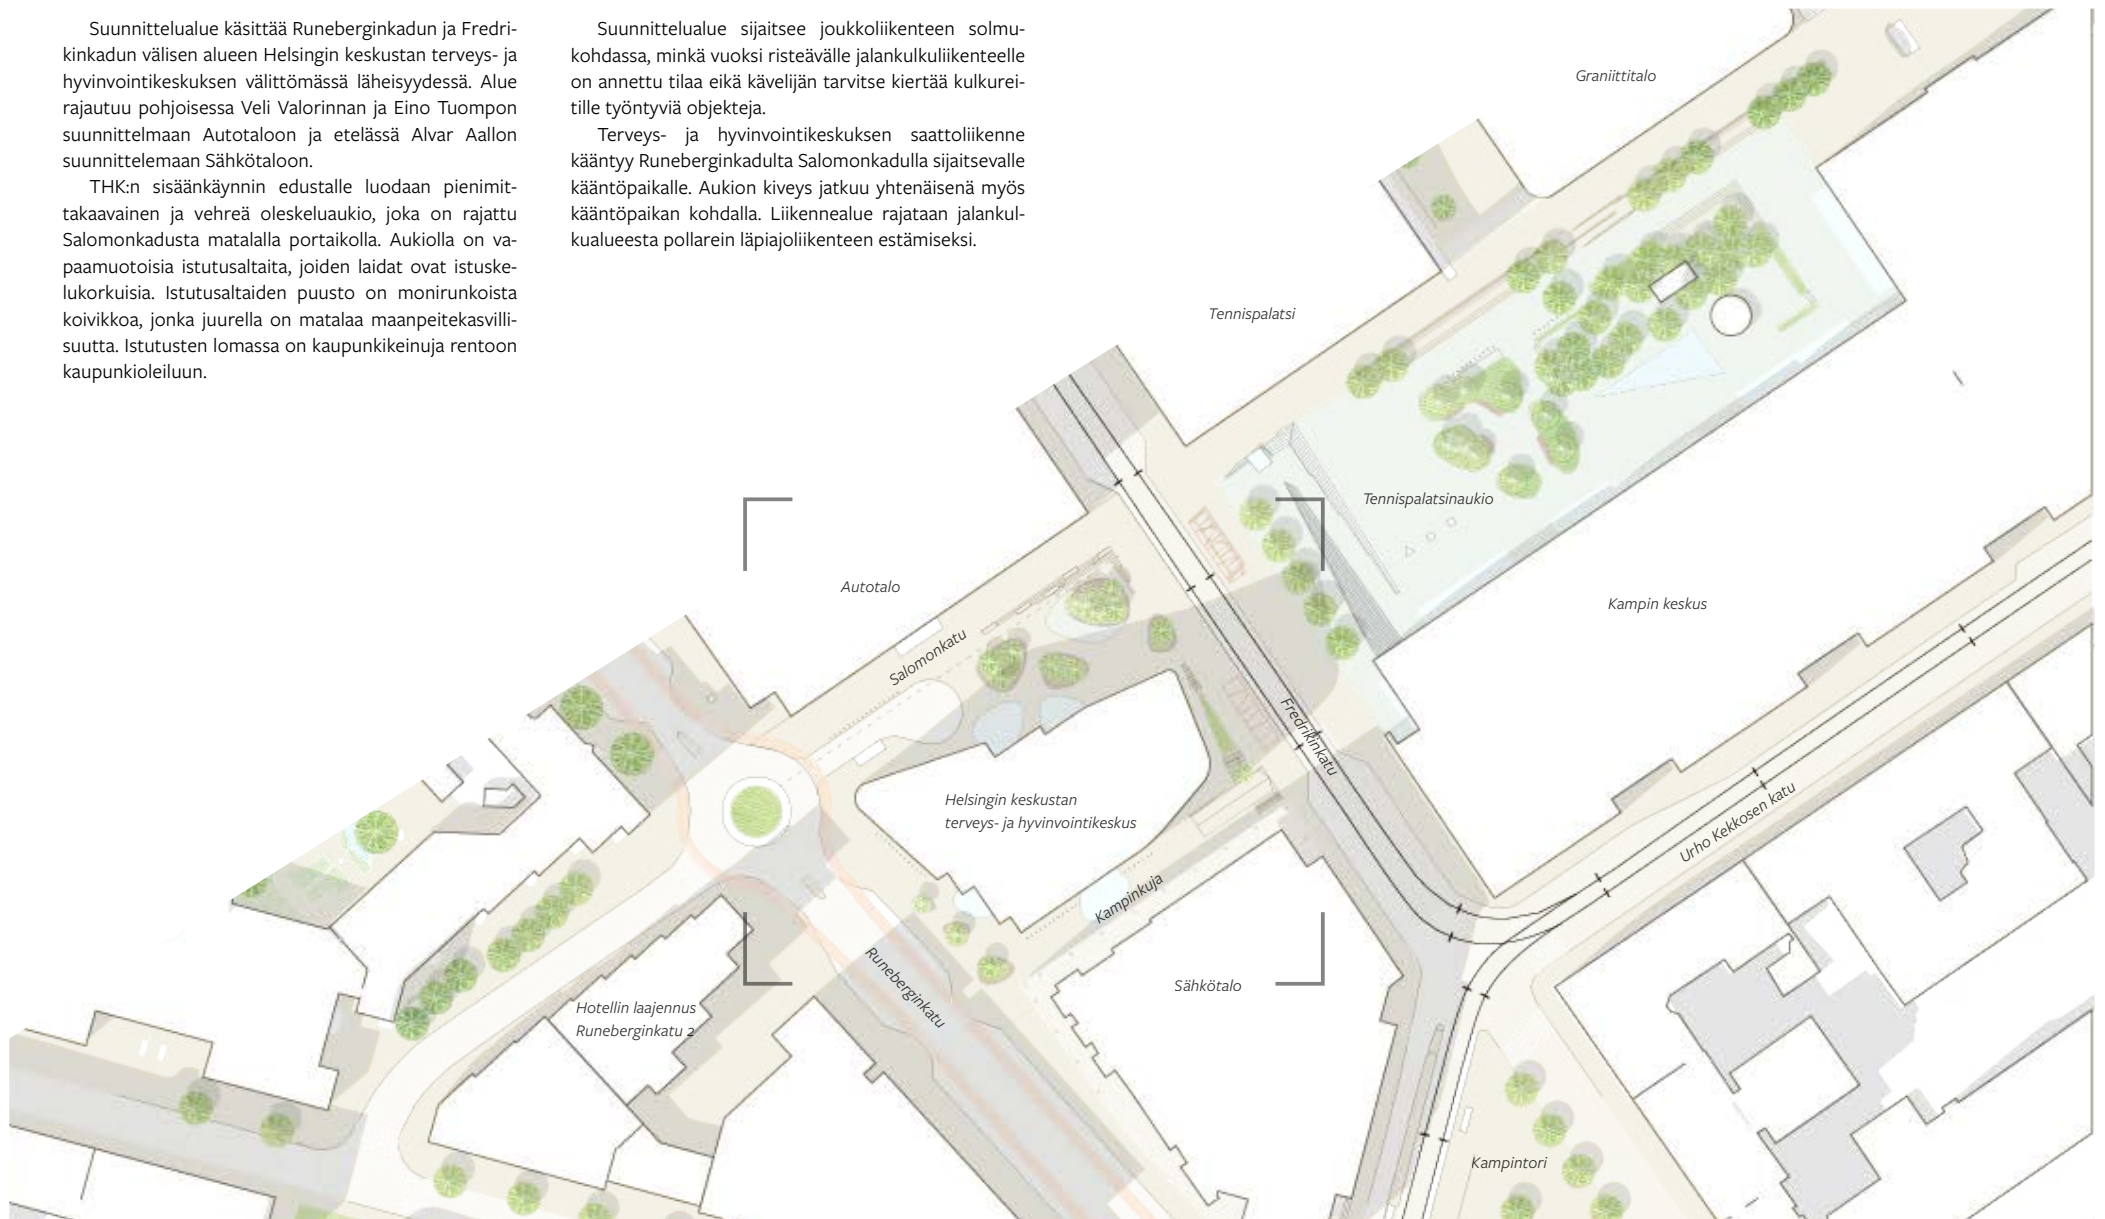 Suunnittelualue käsittää Runeberginkadun ja Fredri-
kinkadun välisen alueen Helsingin keskustan terveys- ja
hyvinvointikeskuksen välittömässä läheisyydessä. Alue
rajautuu pohjoisessa Veli Valorinnan ja Eino Tuompon
suunnittelmaan Autotaloon ja etelässä Alvar Aallon
suunnittelemaan Sähkötaloon.
THK:n sisäänkäynnin edustalle luodaan pienimit-
takaavainen ja vehreä oleskeluaukio, joka on rajattu
Salomonkadusta matalalla portaikolla. Aukiolla on va-
paamuotoisia istutusaltaita, joiden laidat ovat istuske-
lukorkuisia. Istutusaltaiden puusto on monirunkoista
koivikkoa, jonka juurella on matalaa maanpeitekasvilli-
suutta. Istutusten lomassa on kaupunkikeinuja rentoon
kaupunkioleiluun.
Suunnittelualue sijaitsee joukkoliikenteen solmu-
kohdassa, minkä vuoksi risteävälle jalankulkuliikenteelle
on annettu tilaa eikä kävelijän tarvitse kiertää kulkurei-
tille työntyviä objekteja.
Terveys- ja hyvinvointikeskuksen saattoliikenne
kääntyy Runeberginkadulta Salomonkadulla sijaitsevalle
kääntöpaikalle. Aukion kiveys jatkuu yhtenäisenä myös
kääntöpaikan kohdalla. Liikennealue rajataan jalankul-
kualueesta pollarein läpiajoliikenteen estämiseksi.
Graniittitalo
Tennispalatsi
Tennispalatsinaukio
Autotalo
Kampin keskus
Salomonkatu
Fredrikinkatu
Helsingin keskustan
terveys- ja hyvinvointikeskus
Urho Kekkosen katu
Kampinkuja
Runeberginkatu
Sähkötalo
Hotellin laajennus
Runeberginkatu 2
Kampintori